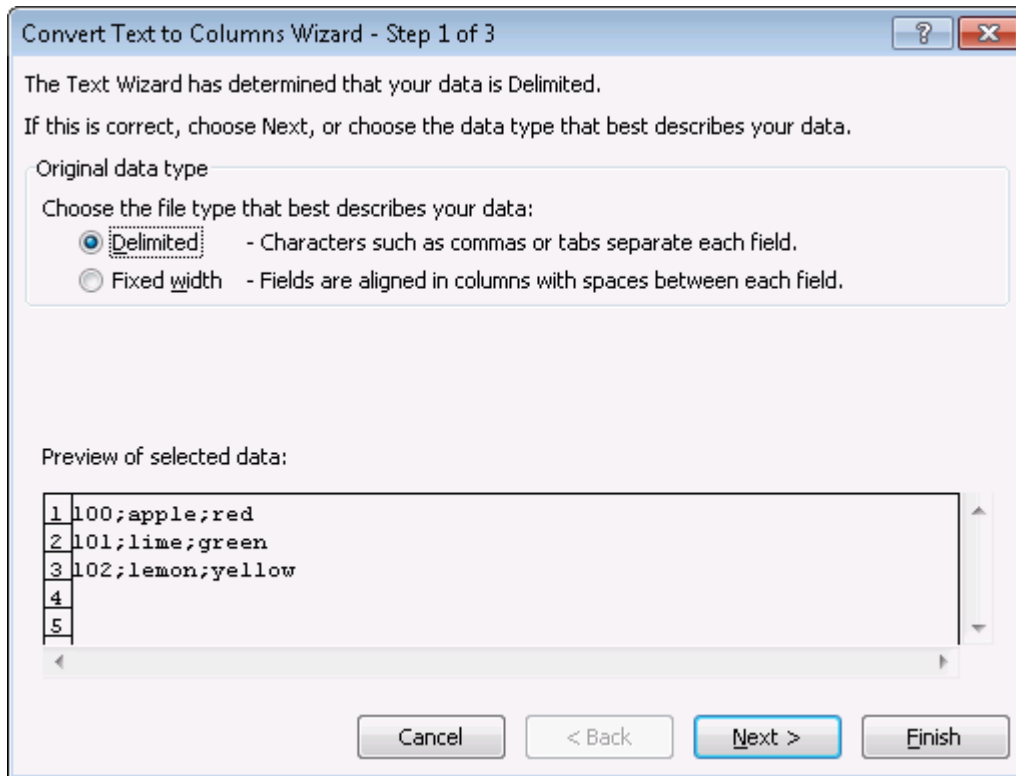 Convert Text to Columns Wizard - Step 1 of 3
The Text Wizard has determined that your data is Delimited.
If this is correct, choose Next, or choose the data type that best describes your data.
Original data type
Choose the file type that best describes your data:
Delimited - Characters such as commas or tabs separate each field.
Fixed width - Fields are aligned in columns with spaces between each field.
Preview of selected data:
1 100;apple;red
2 101;lime;green
3 102;lemon;yellow
4
5
Cancel < Back Next > Finish